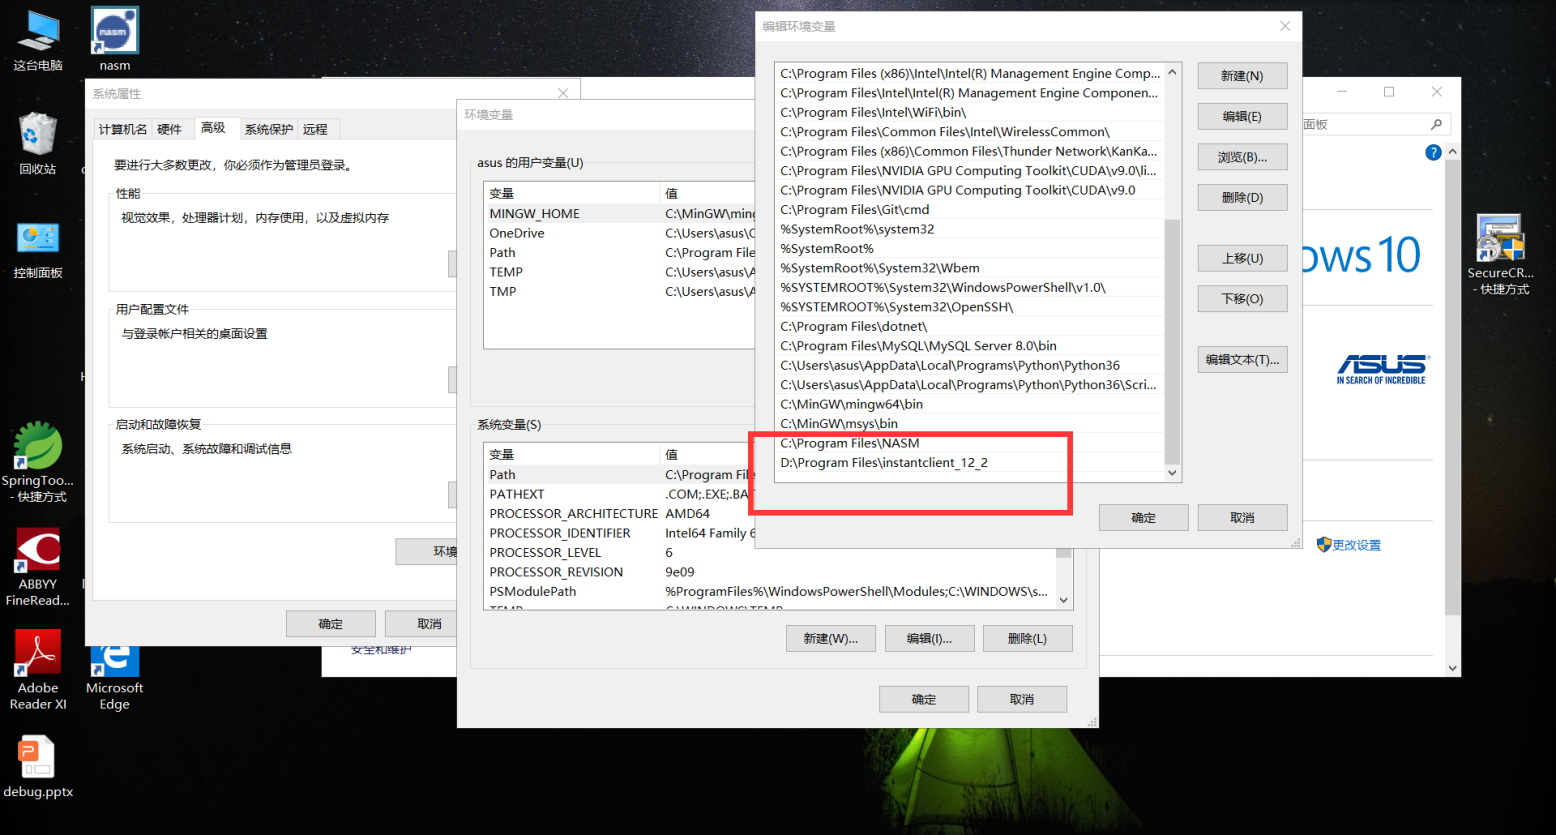 这台电脑
nasm
回收站
控制面板
SpringToo...
- 快捷方式
ABBYY
FineRead...
Adobe
Reader XI
Microsoft
Edge
debug.pptx
SecureCR...
- 快捷方式
系统属性
计算机名
硬件
高级
系统保护
远程
要进行大多数更改，你必须作为管理员登录。
性能
视觉效果，处理器计划，内存使用，以及虚拟内存
用户配置文件
与登录帐户相关的桌面设置
启动和故障恢复
系统启动、系统故障和调试信息
环境
确定
取消
安全和维护
环境变量
asus 的用户变量(U)
变量
值
MINGW_HOME
C:\MinGW\ming
OneDrive
C:\Users\asus\O
Path
C:\Program File
TEMP
C:\Users\asus\A
TMP
C:\Users\asus\A
系统变量(S)
变量
值
Path
C:\Program File
PATHEXT
.COM;.EXE;.BA
PROCESSOR_ARCHITECTURE
AMD64
PROCESSOR_IDENTIFIER
Intel64 Family 6
PROCESSOR_LEVEL
6
PROCESSOR_REVISION
9e09
PSModulePath
%ProgramFiles%\WindowsPowerShell\Modules;C:\WINDOWS\s...
TEMP
C:\WINDOWS\TEMP
新建(W)...
编辑(I)...
删除(L)
确定
取消
编辑环境变量
C:\Program Files (x86)\Intel\Intel(R) Management Engine Comp...
C:\Program Files\Intel\Intel(R) Management Engine Componen...
C:\Program Files\Intel\WiFi\bin\
C:\Program Files\Common Files\Intel\WirelessCommon\
C:\Program Files (x86)\Common Files\Thunder Network\KanKa...
C:\Program Files\NVIDIA GPU Computing Toolkit\CUDA\v9.0\li...
C:\Program Files\NVIDIA GPU Computing Toolkit\CUDA\v9.0
C:\Program Files\Git\cmd
%SystemRoot%\system32
%SystemRoot%
%SystemRoot%\System32\Wbem
%SYSTEMROOT%\System32\WindowsPowerShell\v1.0\
%SYSTEMROOT%\System32\OpenSSH\
C:\Program Files\dotnet\
C:\Program Files\MySQL\MySQL Server 8.0\bin
C:\Users\asus\AppData\Local\Programs\Python\Python36
C:\Users\asus\AppData\Local\Programs\Python\Python36\Scri...
C:\MinGW\mingw64\bin
C:\MinGW\msys\bin
C:\Program Files\NASM
D:\Program Files\instantclient_12_2
新建(N)
编辑(E)
浏览(B)...
删除(D)
上移(U)
下移(O)
编辑文本(T)...
确定
取消
面板
ows 10
ASUS
IN SEARCH OF INCREDIBLE
更改设置